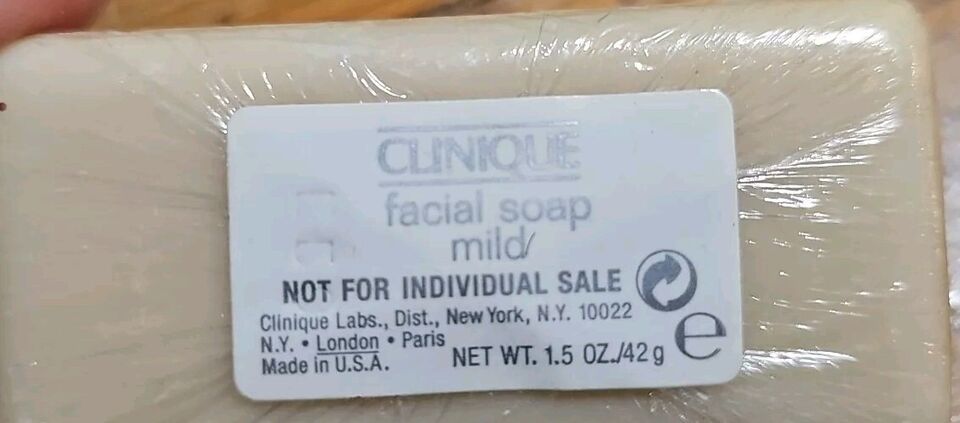 CLINIQUE
facial soap
mild
NOT FOR INDIVIDUAL SALE
Clinique Labs., Dist., New York, N.Y. 10022
N.Y. • London • Paris
Made in U.S.A.
NET WT. 1.5 OZ./42 g
e